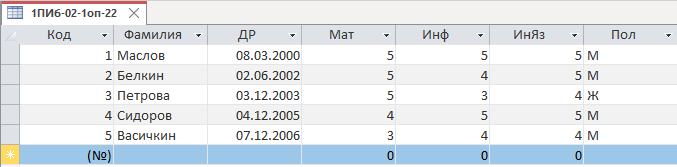 1ПИб-02-1оп-22
Код Фамилия ДР Мат Инф ИнЯз Пол
1 Маслов 08.03.2000 5 5 5 М
2 Белкин 02.06.2002 5 4 5 М
3 Петрова 03.12.2003 5 3 4 Ж
4 Сидоров 04.12.2005 4 5 5 М
5 Васичкин 07.12.2006 3 4 4 М
(№) 0 0 0